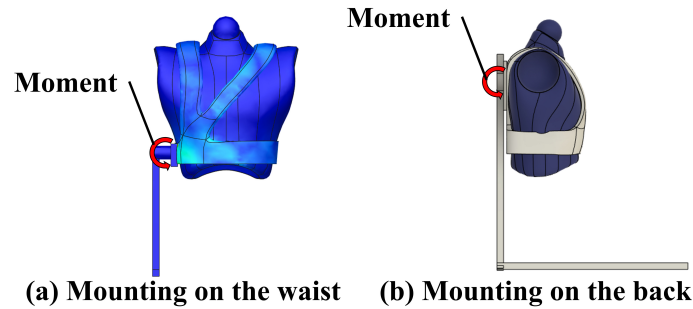 Moment
Moment
(a) Mounting on the waist
(b) Mounting on the back